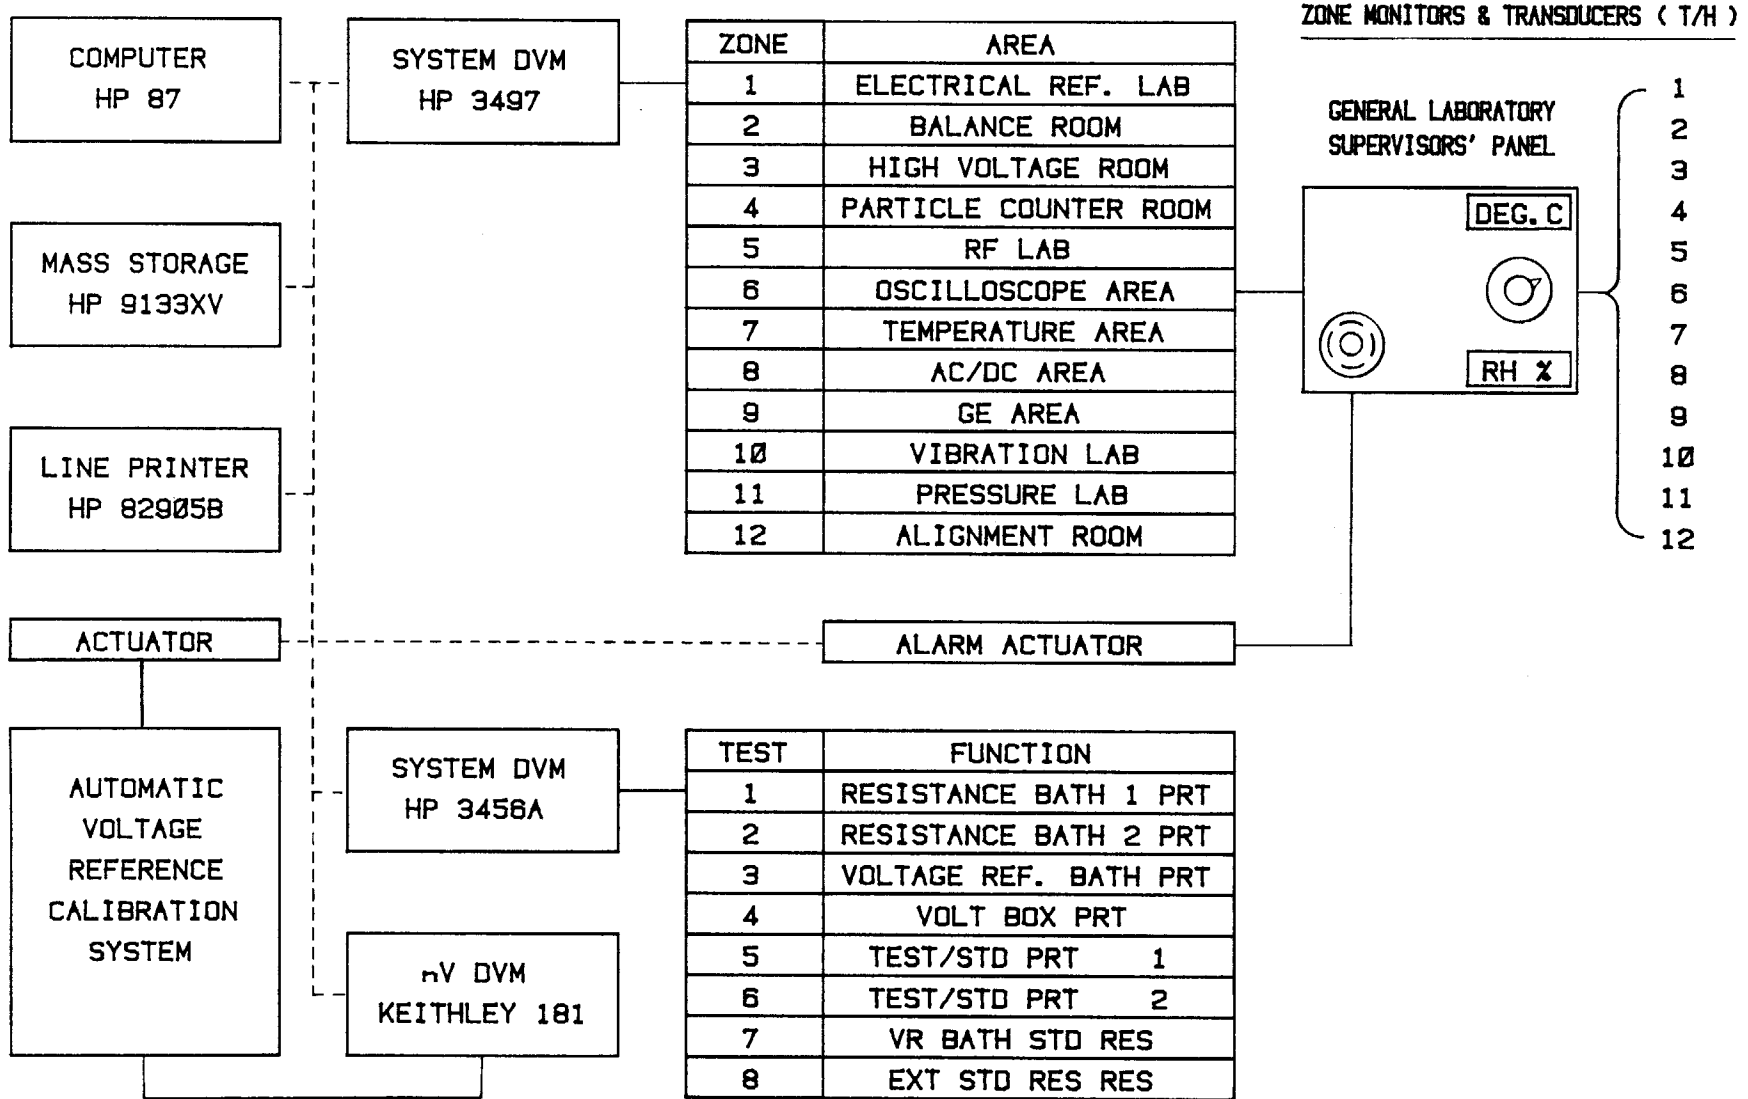 COMPUTER
HP 87
MASS STORAGE
HP 9133XV
LINE PRINTER
HP 82905B
ACTUATOR
AUTOMATIC
VOLTAGE
REFERENCE
CALIBRATION
SYSTEM
SYSTEM DVM
HP 3497
SYSTEM DVM
HP 3456A
nV DVM
KEITHLEY 181
ZONE AREA
1 ELECTRICAL REF. LAB
2 BALANCE ROOM
3 HIGH VOLTAGE ROOM
4 PARTICLE COUNTER ROOM
5 RF LAB
6 OSCILLOSCOPE AREA
7 TEMPERATURE AREA
8 AC/DC AREA
9 GE AREA
10 VIBRATION LAB
11 PRESSURE LAB
12 ALIGNMENT ROOM
ALARM ACTUATOR
TEST FUNCTION
1 RESISTANCE BATH 1 PRT
2 RESISTANCE BATH 2 PRT
3 VOLTAGE REF. BATH PRT
4 VOLT BOX PRT
5 TEST/STD PRT 1
6 TEST/STD PRT 2
7 VR BATH STD RES
8 EXT STD RES RES
ZONE MONITORS & TRANSDUCERS ( T/H )
GENERAL LABORATORY
SUPERVISORS' PANEL
DEG. C
RH %
1
2
3
4
5
6
7
8
9
10
11
12